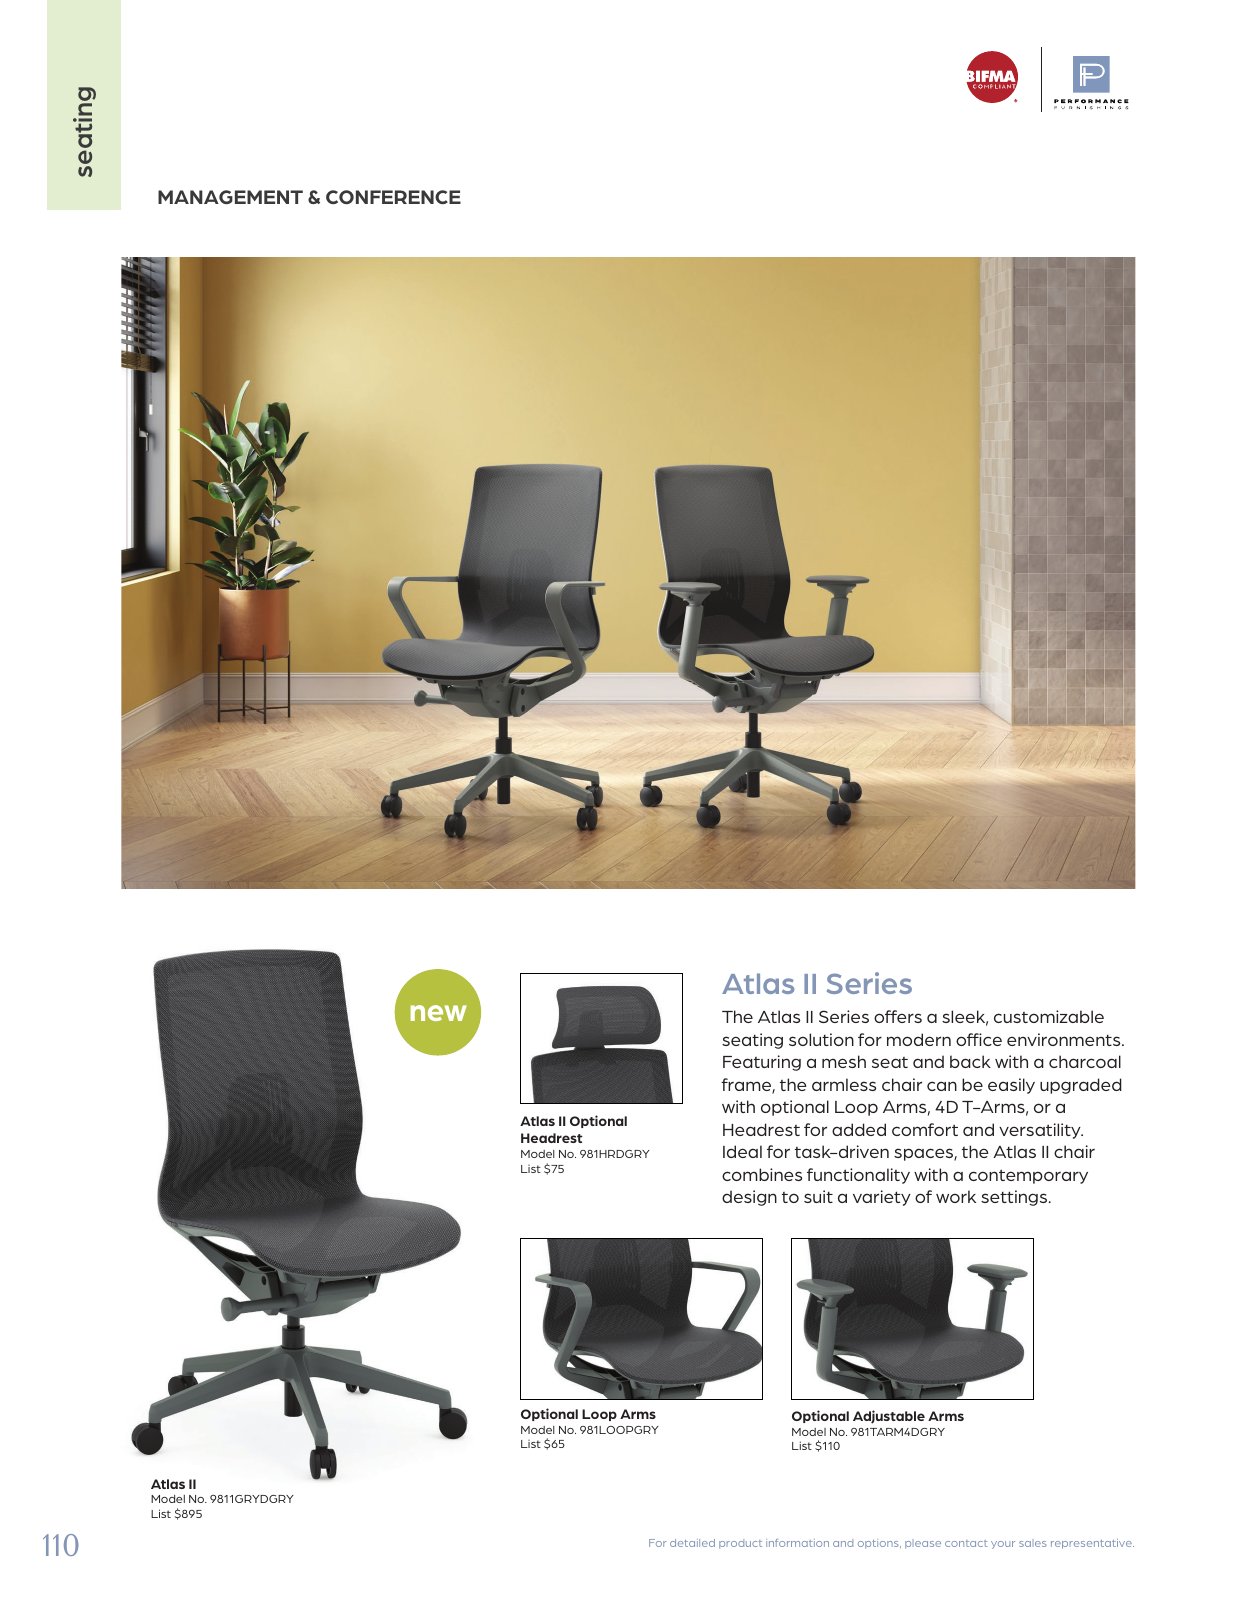 seating
BIFMA
COMPLIANT
PERFORMANCE
FURNISHINGS
MANAGEMENT & CONFERENCE
new
Atlas II Series
The Atlas II Series offers a sleek, customizable
seating solution for modern office environments.
Featuring a mesh seat and back with a charcoal
frame, the armless chair can be easily upgraded
with optional Loop Arms, 4D T-Arms, or a
Headrest for added comfort and versatility.
Ideal for task-driven spaces, the Atlas II chair
combines functionality with a contemporary
design to suit a variety of work settings.
Atlas II Optional
Headrest
Model No. 981HRDGRY
List $75
Optional Loop Arms
Model No. 981LOOPGRY
List $65
Optional Adjustable Arms
Model No. 981TARM4DGRY
List $110
Atlas II
Model No. 9811GRYDGRY
List $895
110
For detailed product information and options, please contact your sales representative.